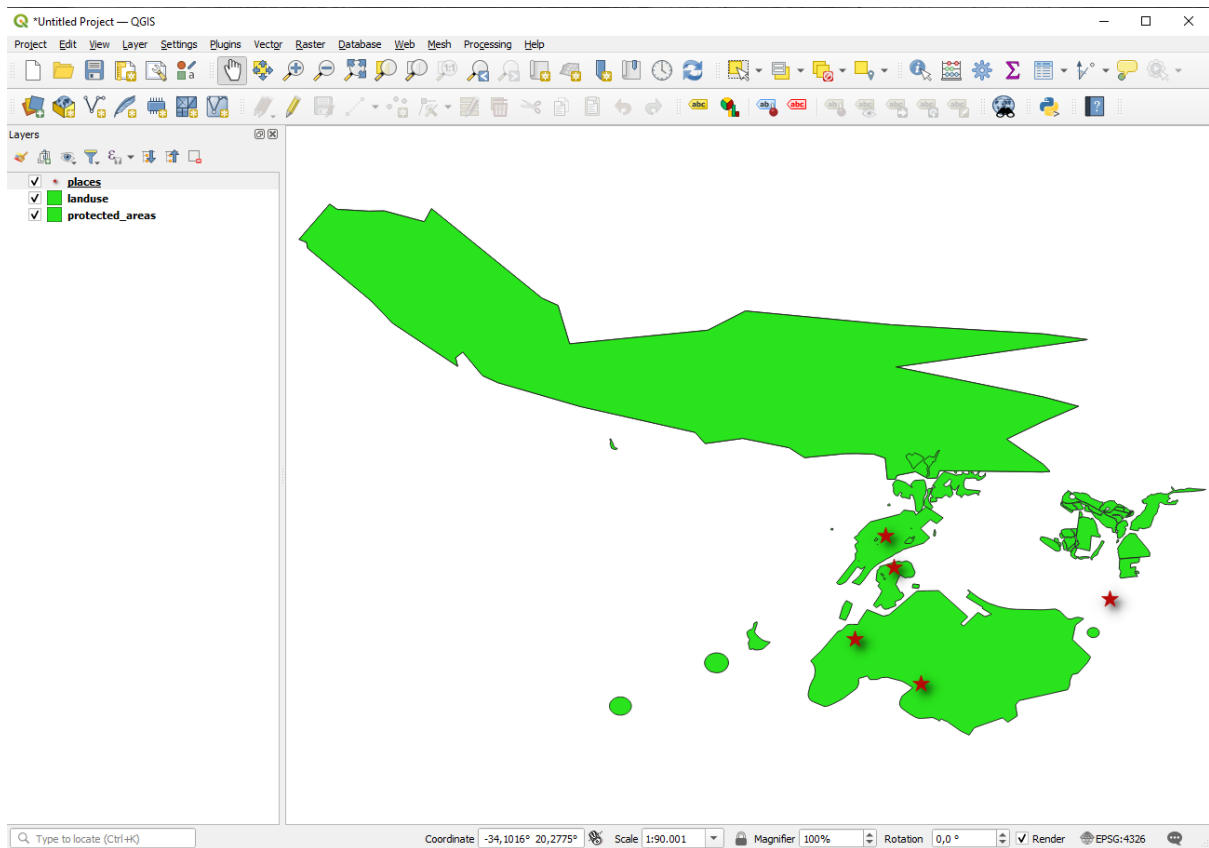 *Untitled Project — QGIS
Project Edit View Layer Settings Plugins Vector Raster Database Web Mesh Processing Help
Layers
places
landuse
protected_areas
Type to locate (Ctrl+K) Coordinate -34,1016° 20,2775° Scale 1:90.001 Magnifier 100% Rotation 0,0 ° Render EPSG:4326